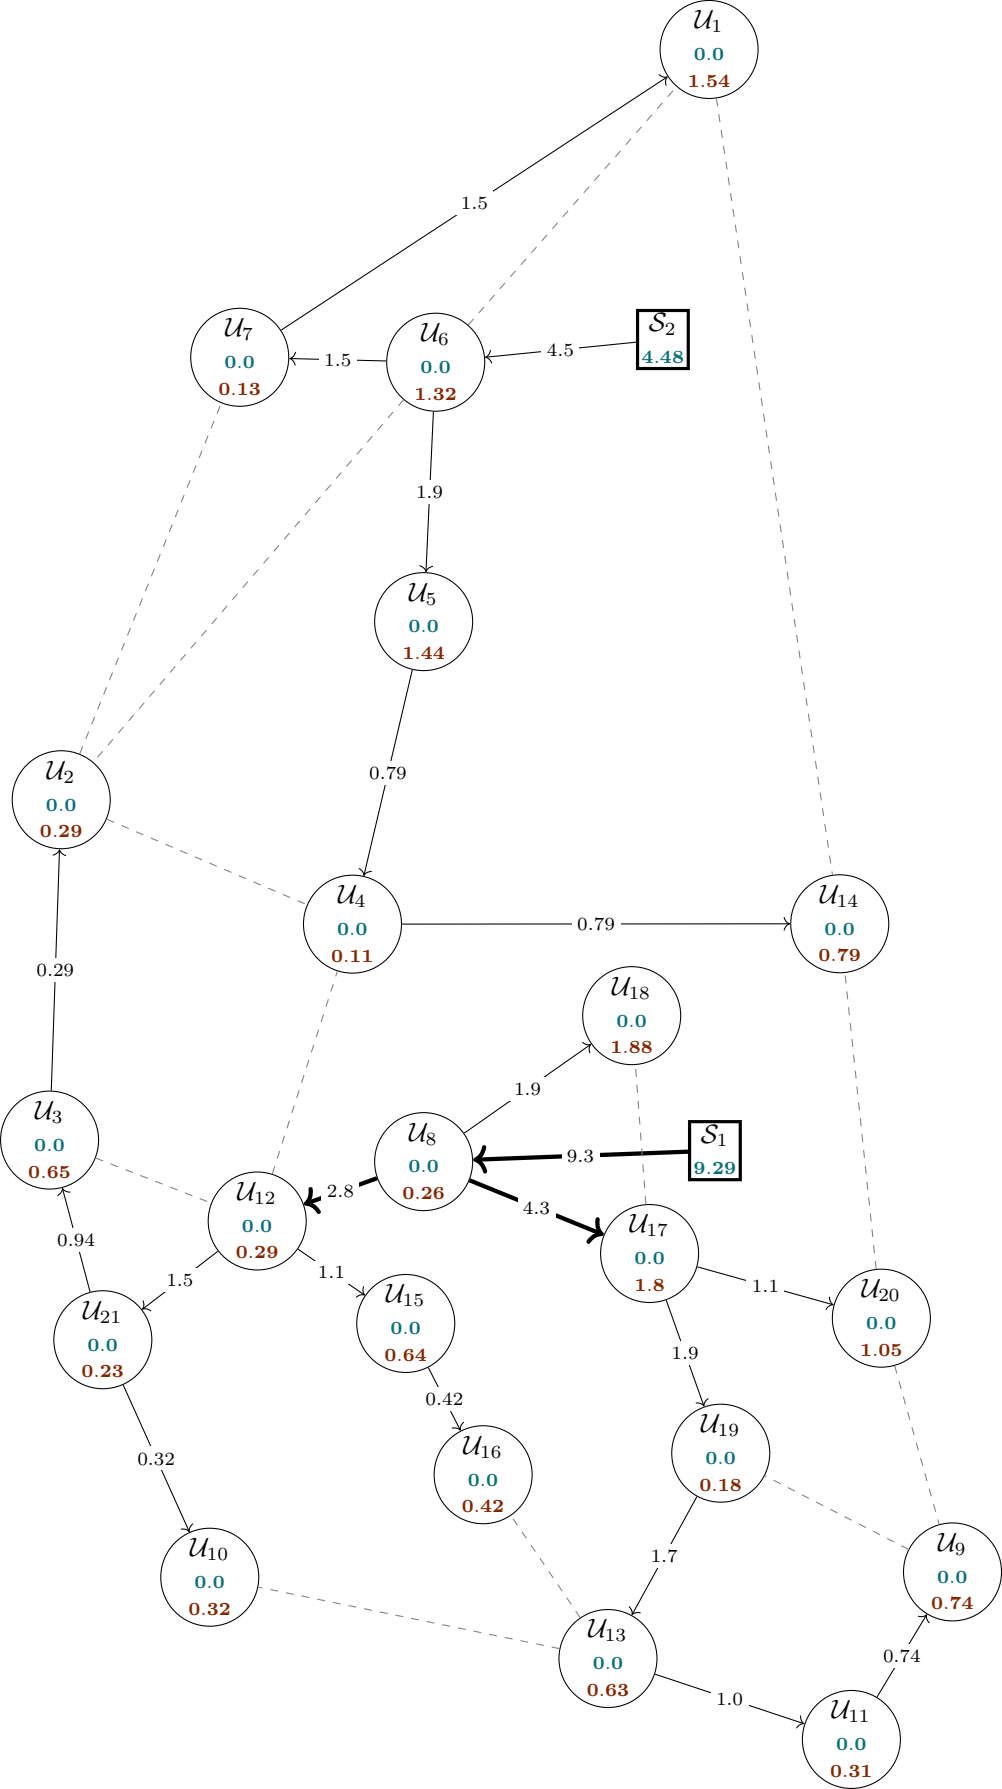 𝒰₁
0.0
1.54
1.5
𝒰₇
0.0
0.13
1.5
𝒰₆
0.0
1.32
4.5
𝒮₂
4.48
1.9
𝒰₅
0.0
1.44
0.79
𝒰₂
0.0
0.29
𝒰₄
0.0
0.11
0.79
𝒰₁₄
0.0
0.79
0.29
𝒰₁₈
0.0
1.88
1.9
𝒰₃
0.0
0.65
𝒰₈
0.0
0.26
9.3
𝒮₁
9.29
𝒰₁₂
0.0
0.29
2.8
4.3
𝒰₁₇
0.0
1.8
0.94
1.5
1.1
1.1
𝒰₂₁
0.0
0.23
𝒰₁₅
0.0
0.64
𝒰₂₀
0.0
1.05
1.9
0.42
0.32
𝒰₁₆
0.0
0.42
𝒰₁₉
0.0
0.18
1.7
𝒰₁₀
0.0
0.32
𝒰₉
0.0
0.74
𝒰₁₃
0.0
0.63
0.74
1.0
𝒰₁₁
0.0
0.31